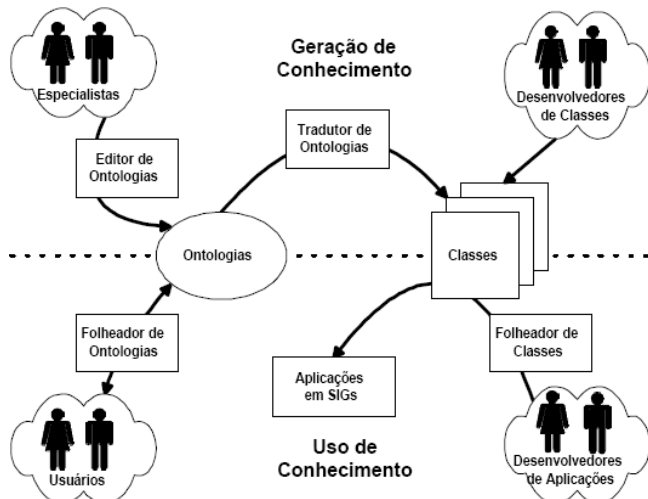 Geração de
Conhecimento
Especialistas
Desenvolvedores
de Classes
Tradutor de
Ontologias
Editor de
Ontologias
Ontologias
Classes
Folheador de
Ontologias
Folheador de
Classes
Aplicações
em SIGs
Uso de
Conhecimento
Usuários
Desenvolvedores
de Aplicações